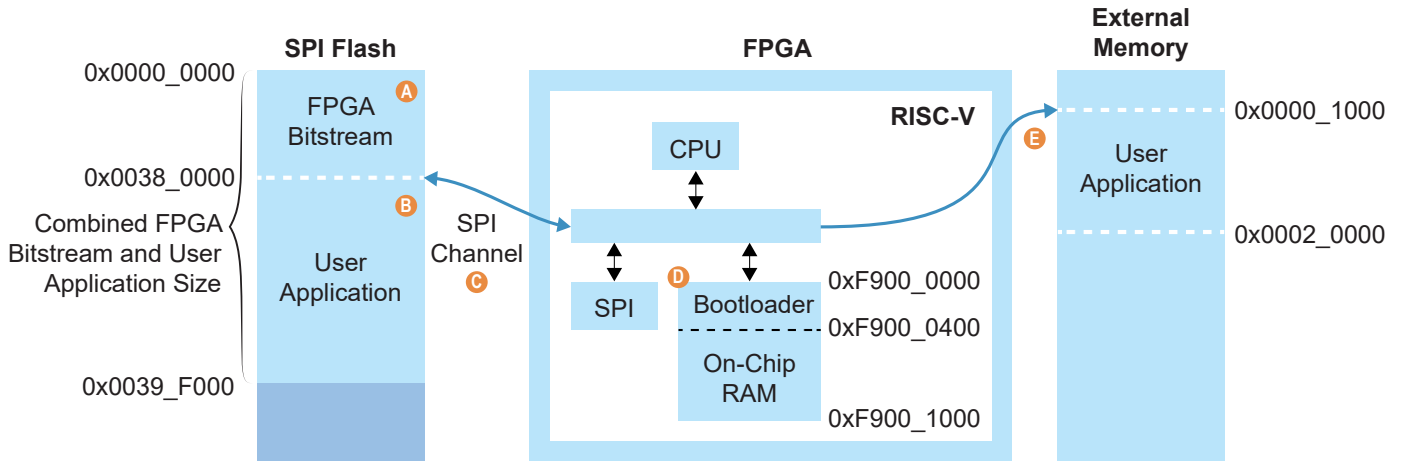 SPI Flash
0x0000_0000
FPGA
Bitstream
A
0x0038_0000
B
Combined FPGA
Bitstream and User
Application Size
User
Application
0x0039_F000
SPI
Channel
C
FPGA
RISC-V
CPU
SPI
D
Bootloader
On-Chip
RAM
0xF900_0000
0xF900_0400
0xF900_1000
E
External
Memory
0x0000_1000
User
Application
0x0002_0000